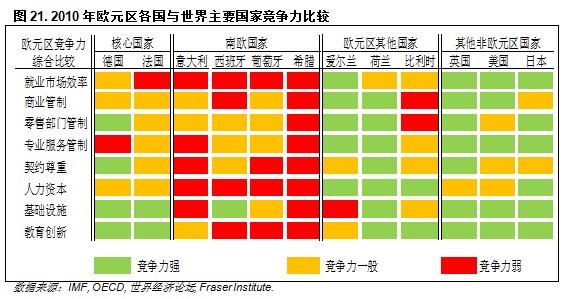 图 21. 2010 年欧元区各国与世界主要国家竞争力比较
欧元区竞争力 核心国家 南欧国家 欧元区其他国家 其他非欧元区国家
综合比较 德国 法国 意大利 西班牙 葡萄牙 希腊 爱尔兰 荷兰 比利时 英国 美国 日本
就业市场效率
商业管制
零售部门管制
专业服务管制
契约尊重
人力资本
基础设施
教育创新
竞争力强 竞争力一般 竞争力弱
数据来源：IMF, OECD, 世界经济论坛, Fraser Institute.